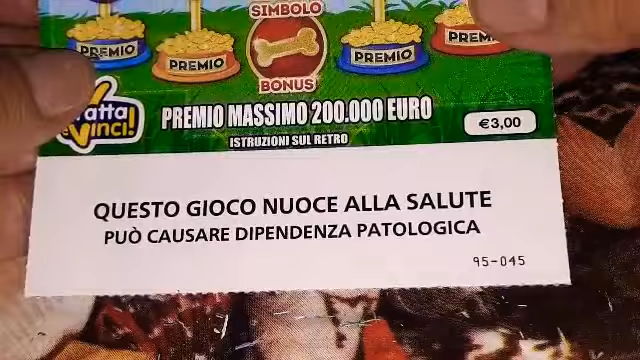 SIMBOLO
BONUS
PREMIO
PREMIO
PREMIO
PREMIO
Gratta
e Vinci!
PREMIO MASSIMO 200.000 EURO
€3,00
ISTRUZIONI SUL RETRO
QUESTO GIOCO NUOCE ALLA SALUTE
PUÒ CAUSARE DIPENDENZA PATOLOGICA
95-045